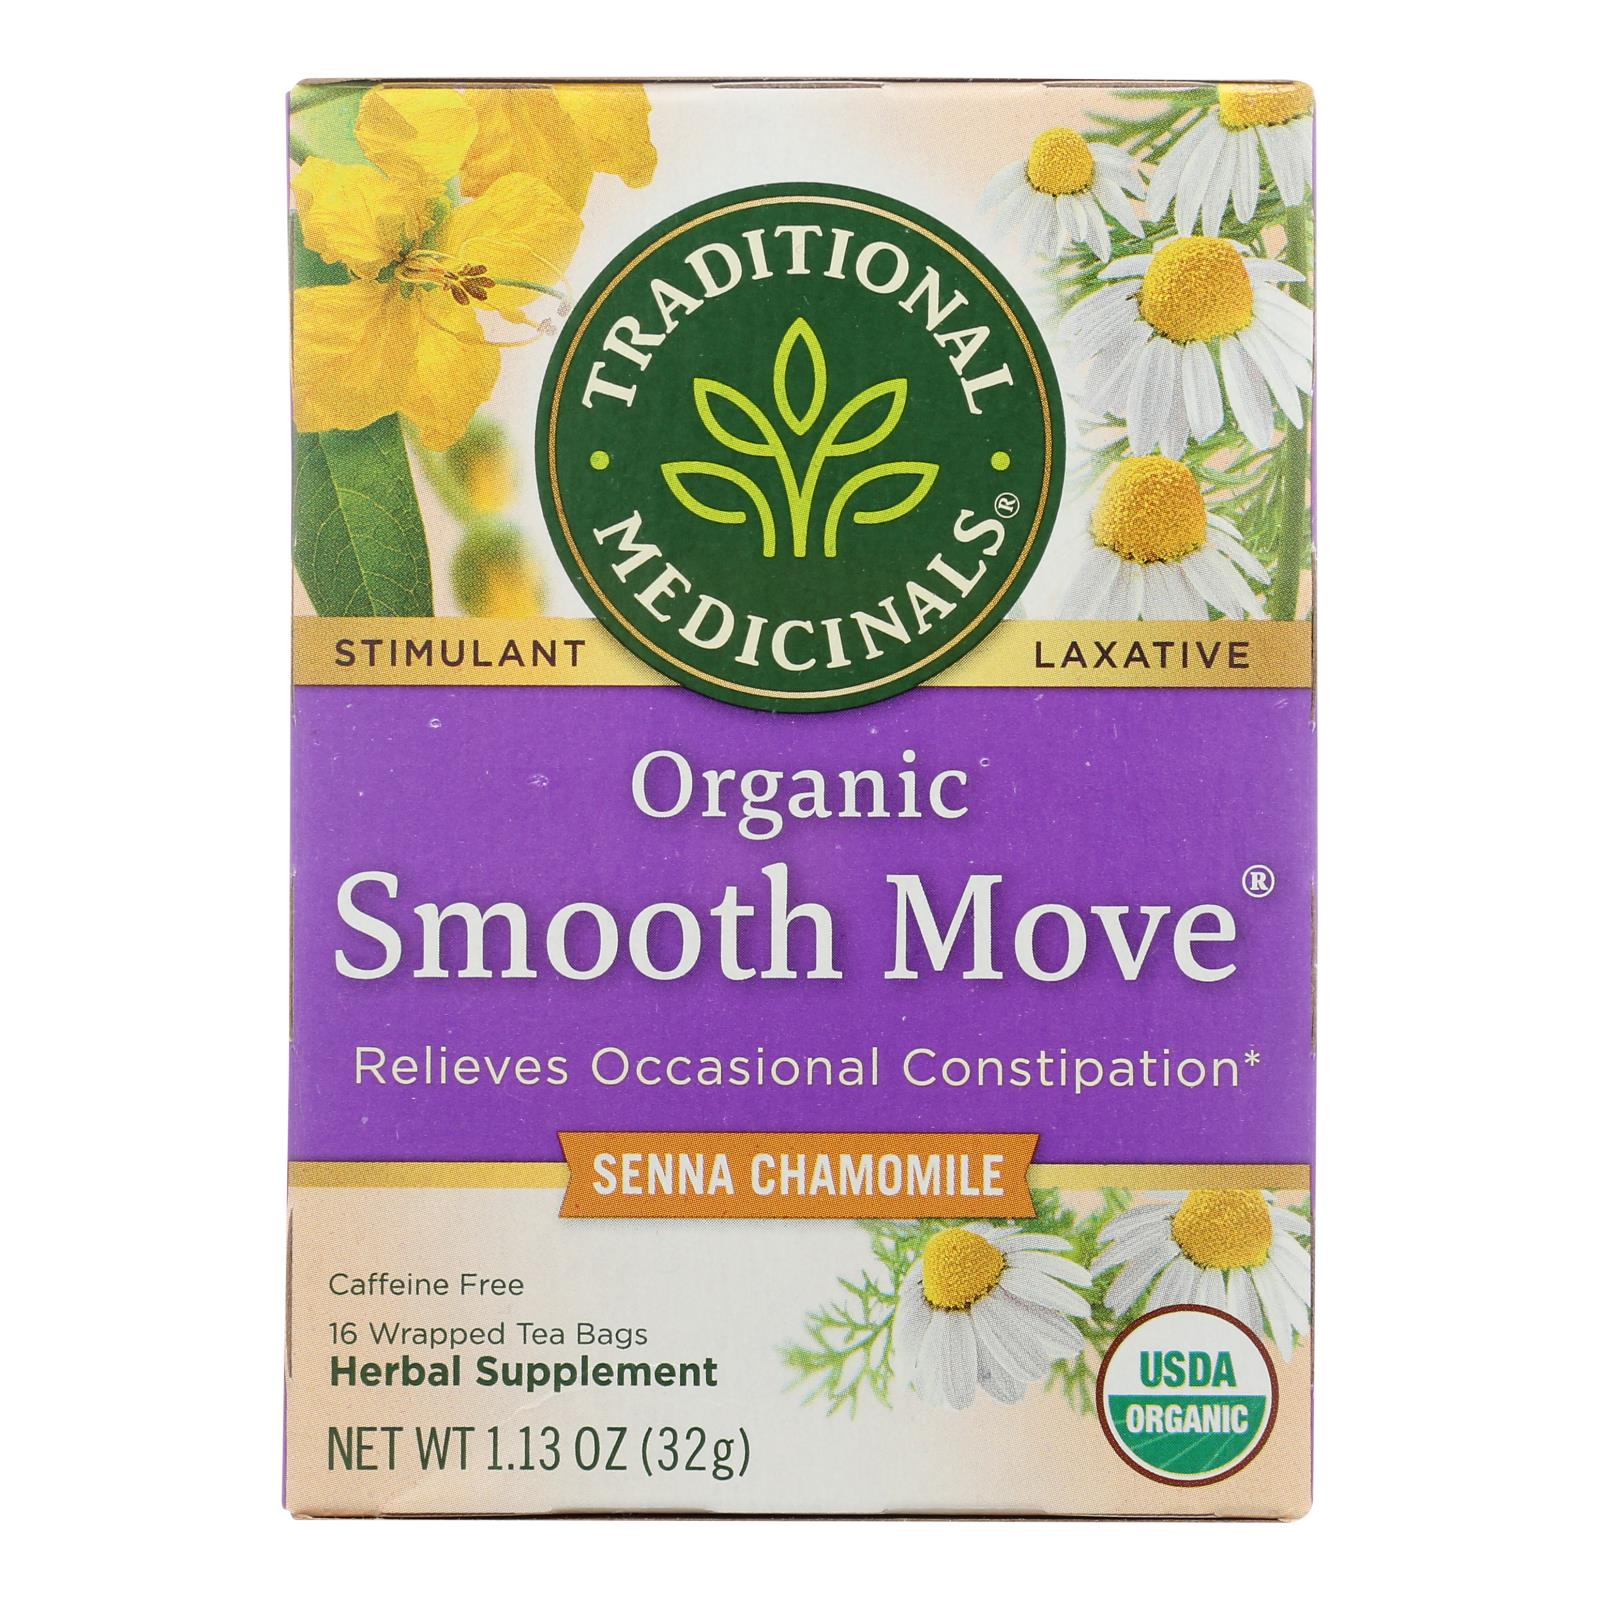 TRADITIONAL
MEDICINALS®
STIMULANT LAXATIVE
Organic
Smooth Move®
Relieves Occasional Constipation*
SENNA CHAMOMILE
Caffeine Free
16 Wrapped Tea Bags
Herbal Supplement
NET WT 1.13 OZ (32g)
USDA
ORGANIC